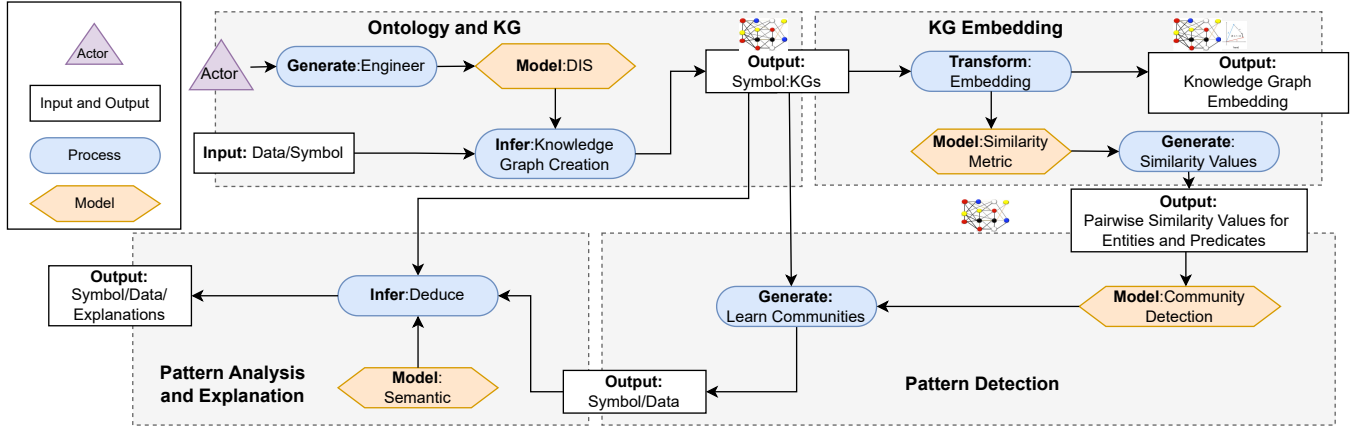 Actor
Input and Output
Process
Model
Ontology and KG
Actor
Generate:Engineer
Model:DIS
Input: Data/Symbol
Infer:Knowledge
Graph Creation
Output:
Symbol:KGs
KG Embedding
Transform:
Embedding
Output:
Knowledge Graph
Embedding
Model:Similarity
Metric
Generate:
Similarity Values
Output:
Pairwise Similarity Values for
Entities and Predicates
Output:
Symbol/Data/
Explanations
Infer:Deduce
Generate:
Learn Communities
Model:Community
Detection
Pattern Analysis
and Explanation
Model:
Semantic
Output:
Symbol/Data
Pattern Detection